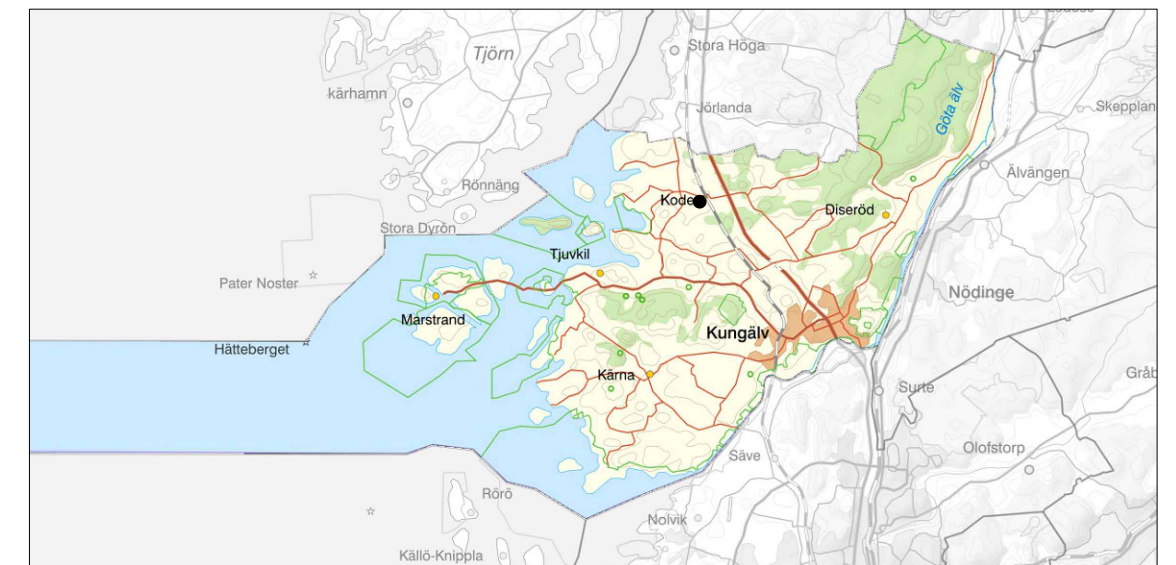 Stora Höga
Tjörn
kärhamn
Jörlanda
Skepplan
Göta älv
Älvängen
Rönnäng
Kode
Diseröd
Stora Dyrön
Tjuvkil
Pater Noster
Nödinge
Marstrand
Kungälv
Hätteberget
Kärna
Gråb
Surte
Säve
Olofstorp
Rörö
Nolvik
Källö-Knippla